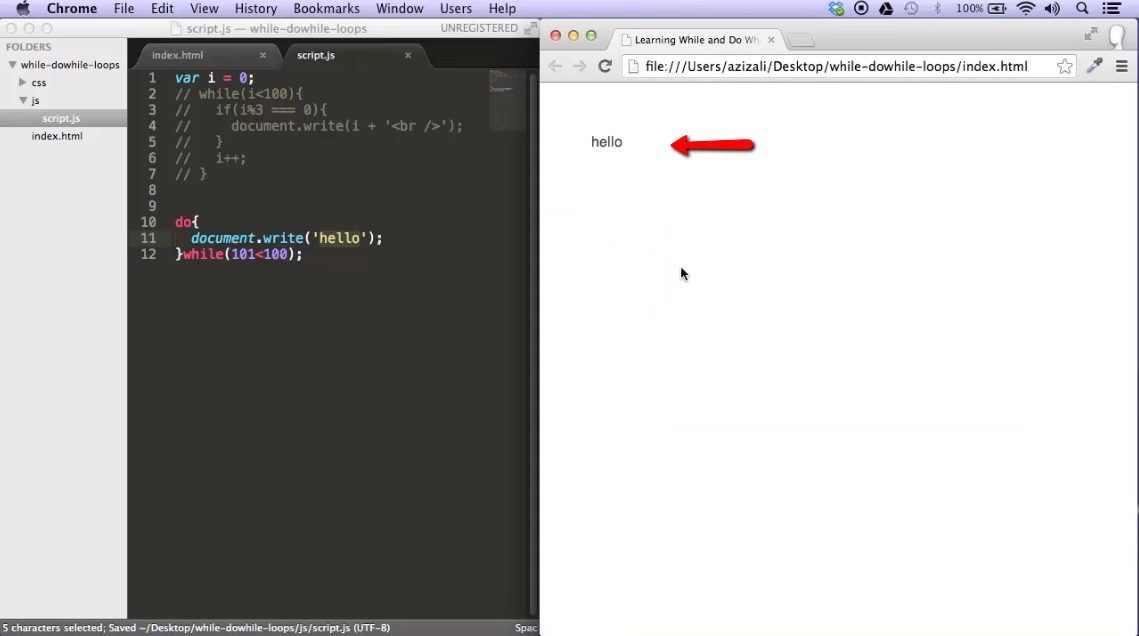 Chrome File Edit View History Bookmarks Window Users Help 100%
script.js — while-dowhile-loops UNREGISTERED
FOLDERS
while-dowhile-loops
css
js
script.js
index.html
index.html script.js
1 var i = 0;
2 // while(i<100){
3 //   if(i%3 === 0){
4 //     document.write(i + '<br />');
5 //   }
6 //   i++;
7 // }
8
9
10 do{
11   document.write('hello');
12 }while(101<100);
5 characters selected; Saved ~/Desktop/while-dowhile-loops/js/script.js (UTF-8) Spac
Learning While and Do Wh
file:///Users/azizali/Desktop/while-dowhile-loops/index.html
hello